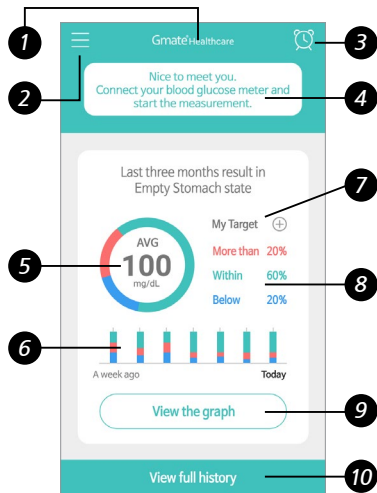 1
Gmate Healthcare
3
2
Nice to meet you.
Connect your blood glucose meter and
start the measurement.
4
Last three months result in
Empty Stomach state
7
My Target
AVG
100
mg/dL
5
More than 20%
Within 60%
8
Below 20%
6
A week ago Today
View the graph
9
View full history
10